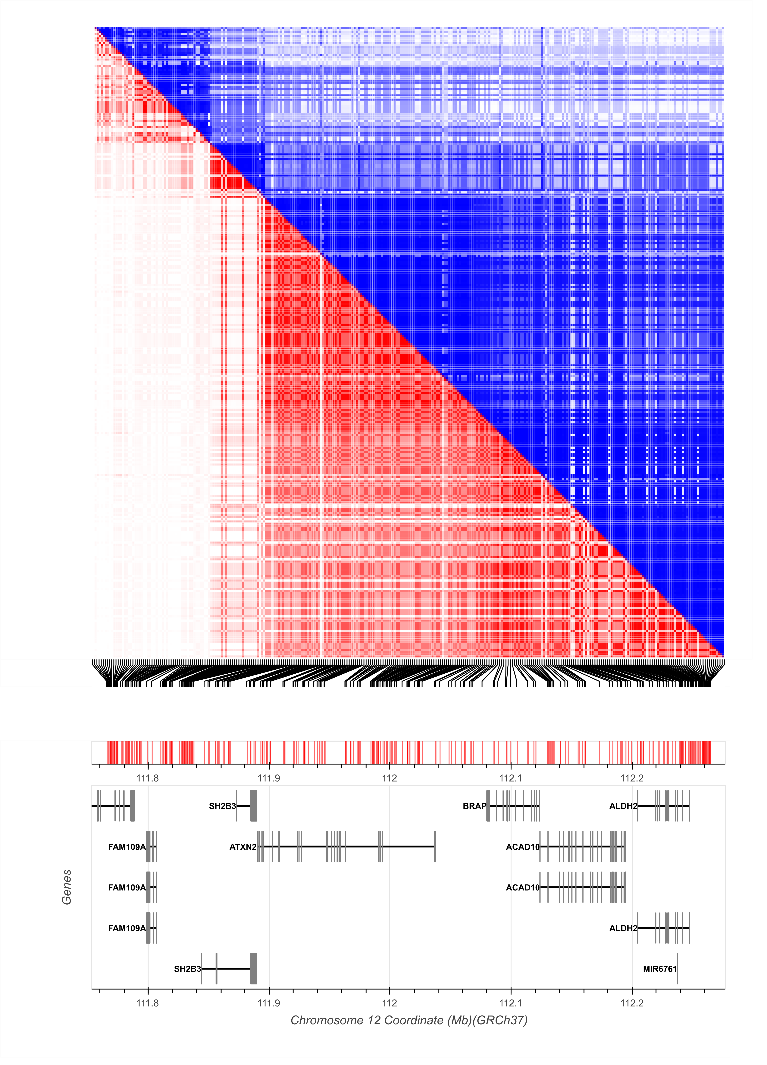 111.8 111.9 112 112.1 112.2
SH2B3 BRAP ALDH2
FAM109A ATXN2 ACAD10
FAM109A ACAD10
FAM109A ALDH2
SH2B3 MIR6761
Genes
111.8 111.9 112 112.1 112.2
Chromosome 12 Coordinate (Mb)(GRCh37)